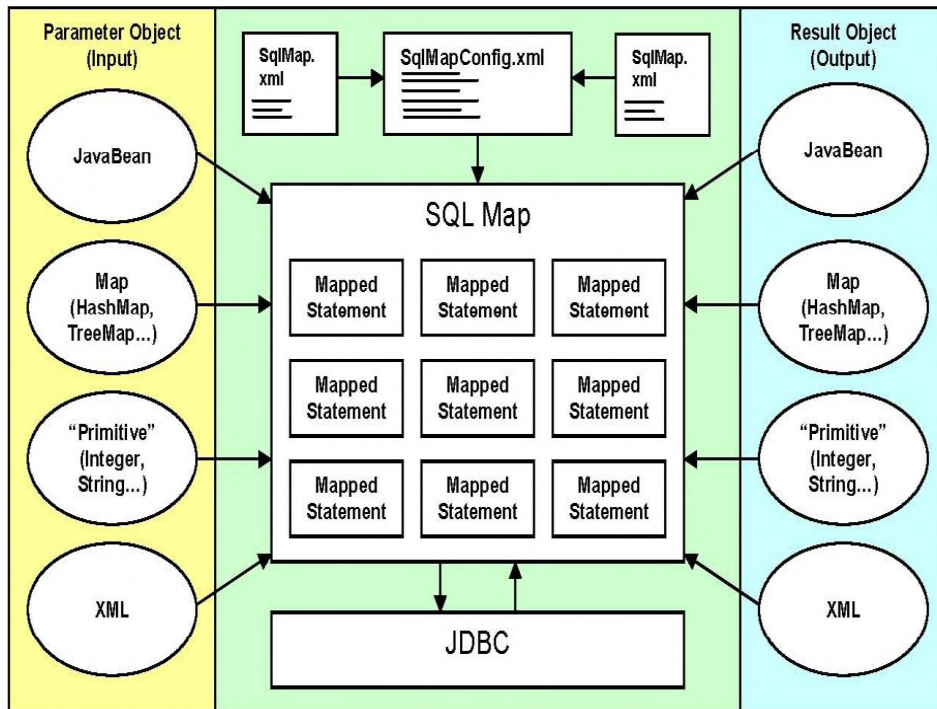 Parameter Object
(Input)
JavaBean
Map
(HashMap,
TreeMap...)
“Primitive”
(Integer,
String...)
XML
SqlMap.
xml
SqlMapConfig.xml
SqlMap.
xml
SQL Map
Mapped
Statement
Mapped
Statement
Mapped
Statement
Mapped
Statement
Mapped
Statement
Mapped
Statement
Mapped
Statement
Mapped
Statement
Mapped
Statement
JDBC
Result Object
(Output)
JavaBean
Map
(HashMap,
TreeMap...)
“Primitive”
(Integer,
String...)
XML